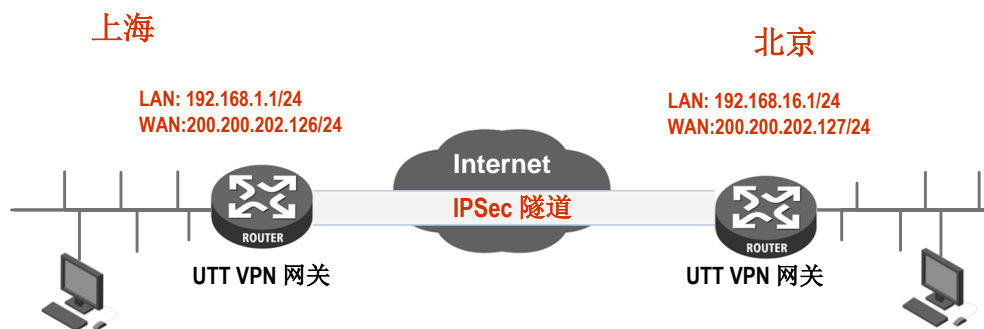 上海
北京
LAN: 192.168.1.1/24
WAN:200.200.202.126/24
LAN: 192.168.16.1/24
WAN:200.200.202.127/24
Internet
IPSec 隧道
ROUTER
ROUTER
UTT VPN 网关
UTT VPN 网关